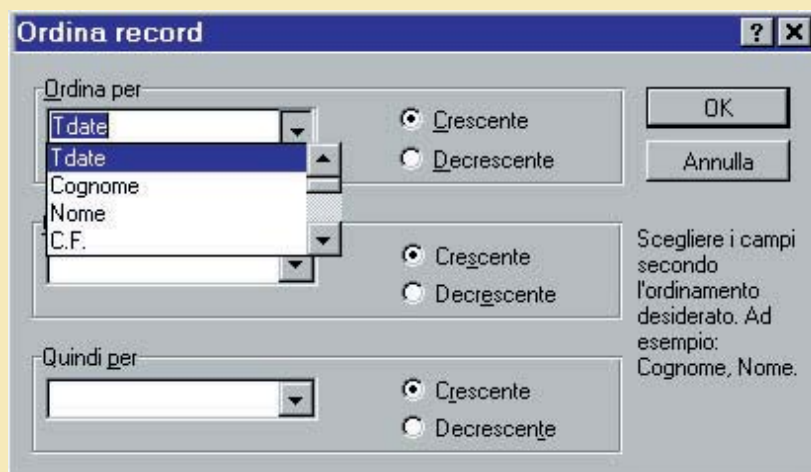 Ordina record
Ordina per
Tdate
Crescente
Decrescente
OK
Annulla
Tdate
Cognome
Nome
C.F.
Crescente
Decrescente
Scegliere i campi
secondo
l'ordinamento
desiderato. Ad
esempio:
Cognome, Nome.
Quindi per
Crescente
Decrescente